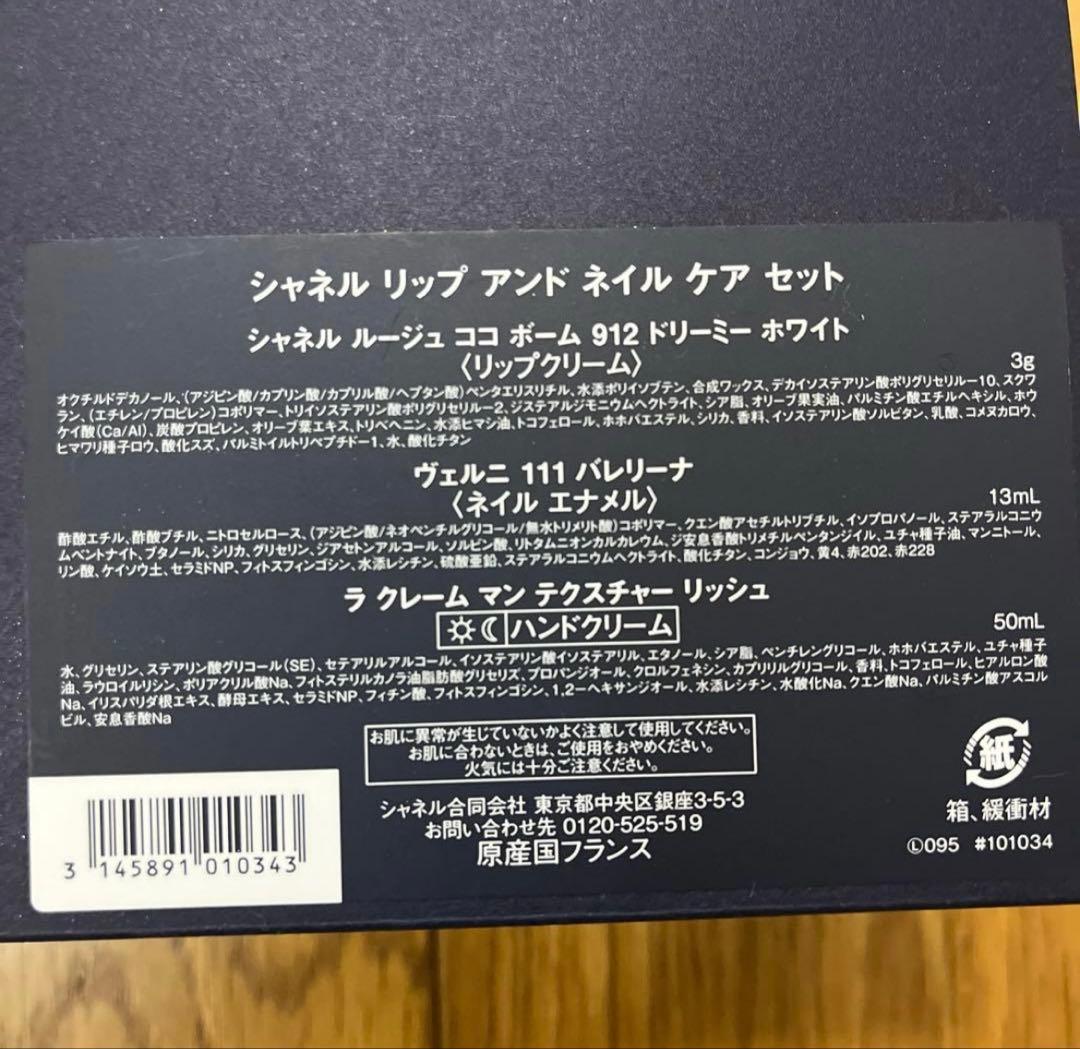 シャネル リップ アンド ネイル ケア セット
シャネル ルージュ ココ ボーム 912 ドリーミー ホワイト
〈リップクリーム〉
3g
オクチルドデカノール、(アジピン酸/カプリン酸/カプリル酸/ヘプタン酸)ペンタエリスリチル、水添ポリイソブテン、合成ワックス、デカイソステアリン酸ポリグリセリル-10、スクワ
ラン、(エチレン/プロピレン)コポリマー、トリイソステアリン酸ポリグリセリル-2、ジステアルジモニウムヘクトライト、シア脂、オリーブ果実油、パルミチン酸エチルヘキシル、ホウ
ケイ酸(Ca/Al)、炭酸プロピレン、オリーブ葉エキス、トリベヘニン、水添ヒマシ油、トコフェロール、ホホバエステル、シリカ、香料、イソステアリン酸ソルビタン、乳酸、コメヌカロウ、
ヒマワリ種子ロウ、酸化スズ、パルミトイルトリペプチド-1、水、酸化チタン
ヴェルニ 111 バレリーナ
〈ネイル エナメル〉
13mL
酢酸エチル、酢酸ブチル、ニトロセルロース、(アジピン酸/ネオペンチルグリコール/無水トリメリト酸)コポリマー、クエン酸アセチルトリブチル、イソプロパノール、ステアラルコニウ
ムベントナイト、ブタノール、シリカ、グリセリン、ジアセトンアルコール、ソルビン酸、リトタムニオンカルカレウム、ジ安息香酸トリメチルペンタンジイル、ユチャ種子油、マンニトール、
リン酸、ケイソウ土、セラミドNP、フィトスフィンゴシン、水添レシチン、硫酸亜鉛、ステアラルコニウムヘクトライト、酸化チタン、コンジョウ、黄4、赤202、赤228
ラ クレーム マン テクスチャー リッシュ
ハンドクリーム
50mL
水、グリセリン、ステアリン酸グリコール(SE)、セテアリルアルコール、イソステアリン酸イソステアリル、エタノール、シア脂、ペンチレングリコール、ホホバエステル、ユチャ種子
油、ラウロイルリシン、ポリアクリル酸Na、フィトステリルカノラ油脂肪酸グリセリズ、プロパンジオール、クロルフェネシン、カプリリルグリコール、香料、トコフェロール、ヒアルロン酸
Na、イリスパリダ根エキス、酵母エキス、セラミドNP、フィチン酸、フィトスフィンゴシン、1,2-ヘキサンジオール、水添レシチン、水酸化Na、クエン酸Na、パルミチン酸アスコル
ビル、安息香酸Na
お肌に異常が生じていないかよく注意して使用してください。
お肌に合わないときは、ご使用をおやめください。
火気には十分ご注意ください。
シャネル合同会社 東京都中央区銀座3-5-3
お問い合わせ先 0120-525-519
原産国フランス
紙
箱、緩衝材
Ⓛ095 #101034
3 145891 010343